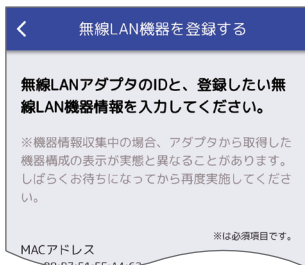 無線LAN機器を登録する
無線LANアダプタのIDと、登録したい無
線LAN機器情報を入力してください。
※機器情報収集中の場合、アダプタから取得した
機器構成の表示が実態と異なることがあります。
しばらくお待ちになってから再度実施してくださ
い。
※は必須項目です。
MACアドレス